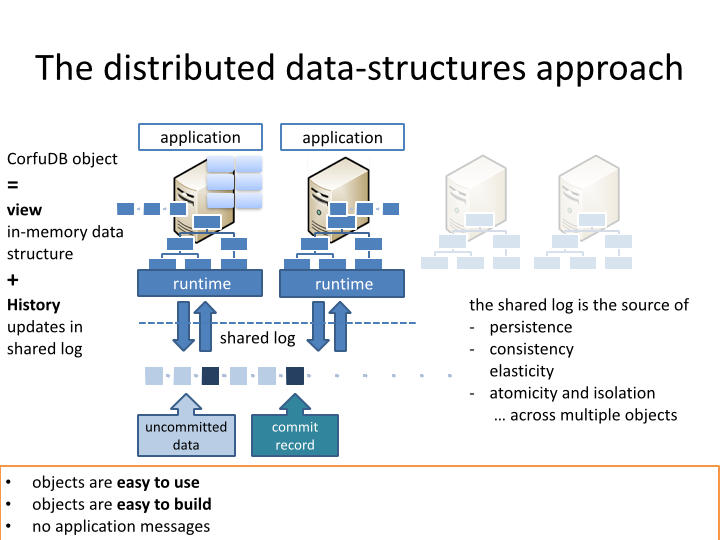 The distributed data-structures approach
application
application
CorfuDB object
=
view
in-memory data
structure
+
History
updates in
shared log
runtime
runtime
shared log
the shared log is the source of
- persistence
- consistency
elasticity
- atomicity and isolation
… across multiple objects
uncommitted
data
commit
record
• objects are easy to use
• objects are easy to build
• no application messages